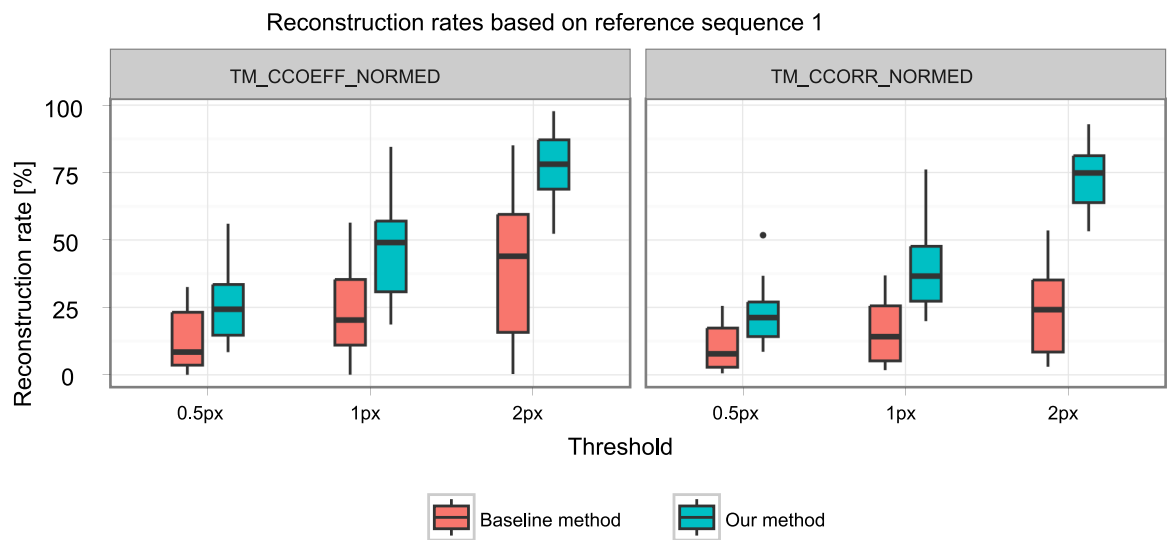 Reconstruction rates based on reference sequence 1
TM_CCOEFF_NORMED
TM_CCORR_NORMED
Reconstruction rate [%]
100
75
50
25
0
0.5px
1px
2px
0.5px
1px
2px
Threshold
Baseline method
Our method